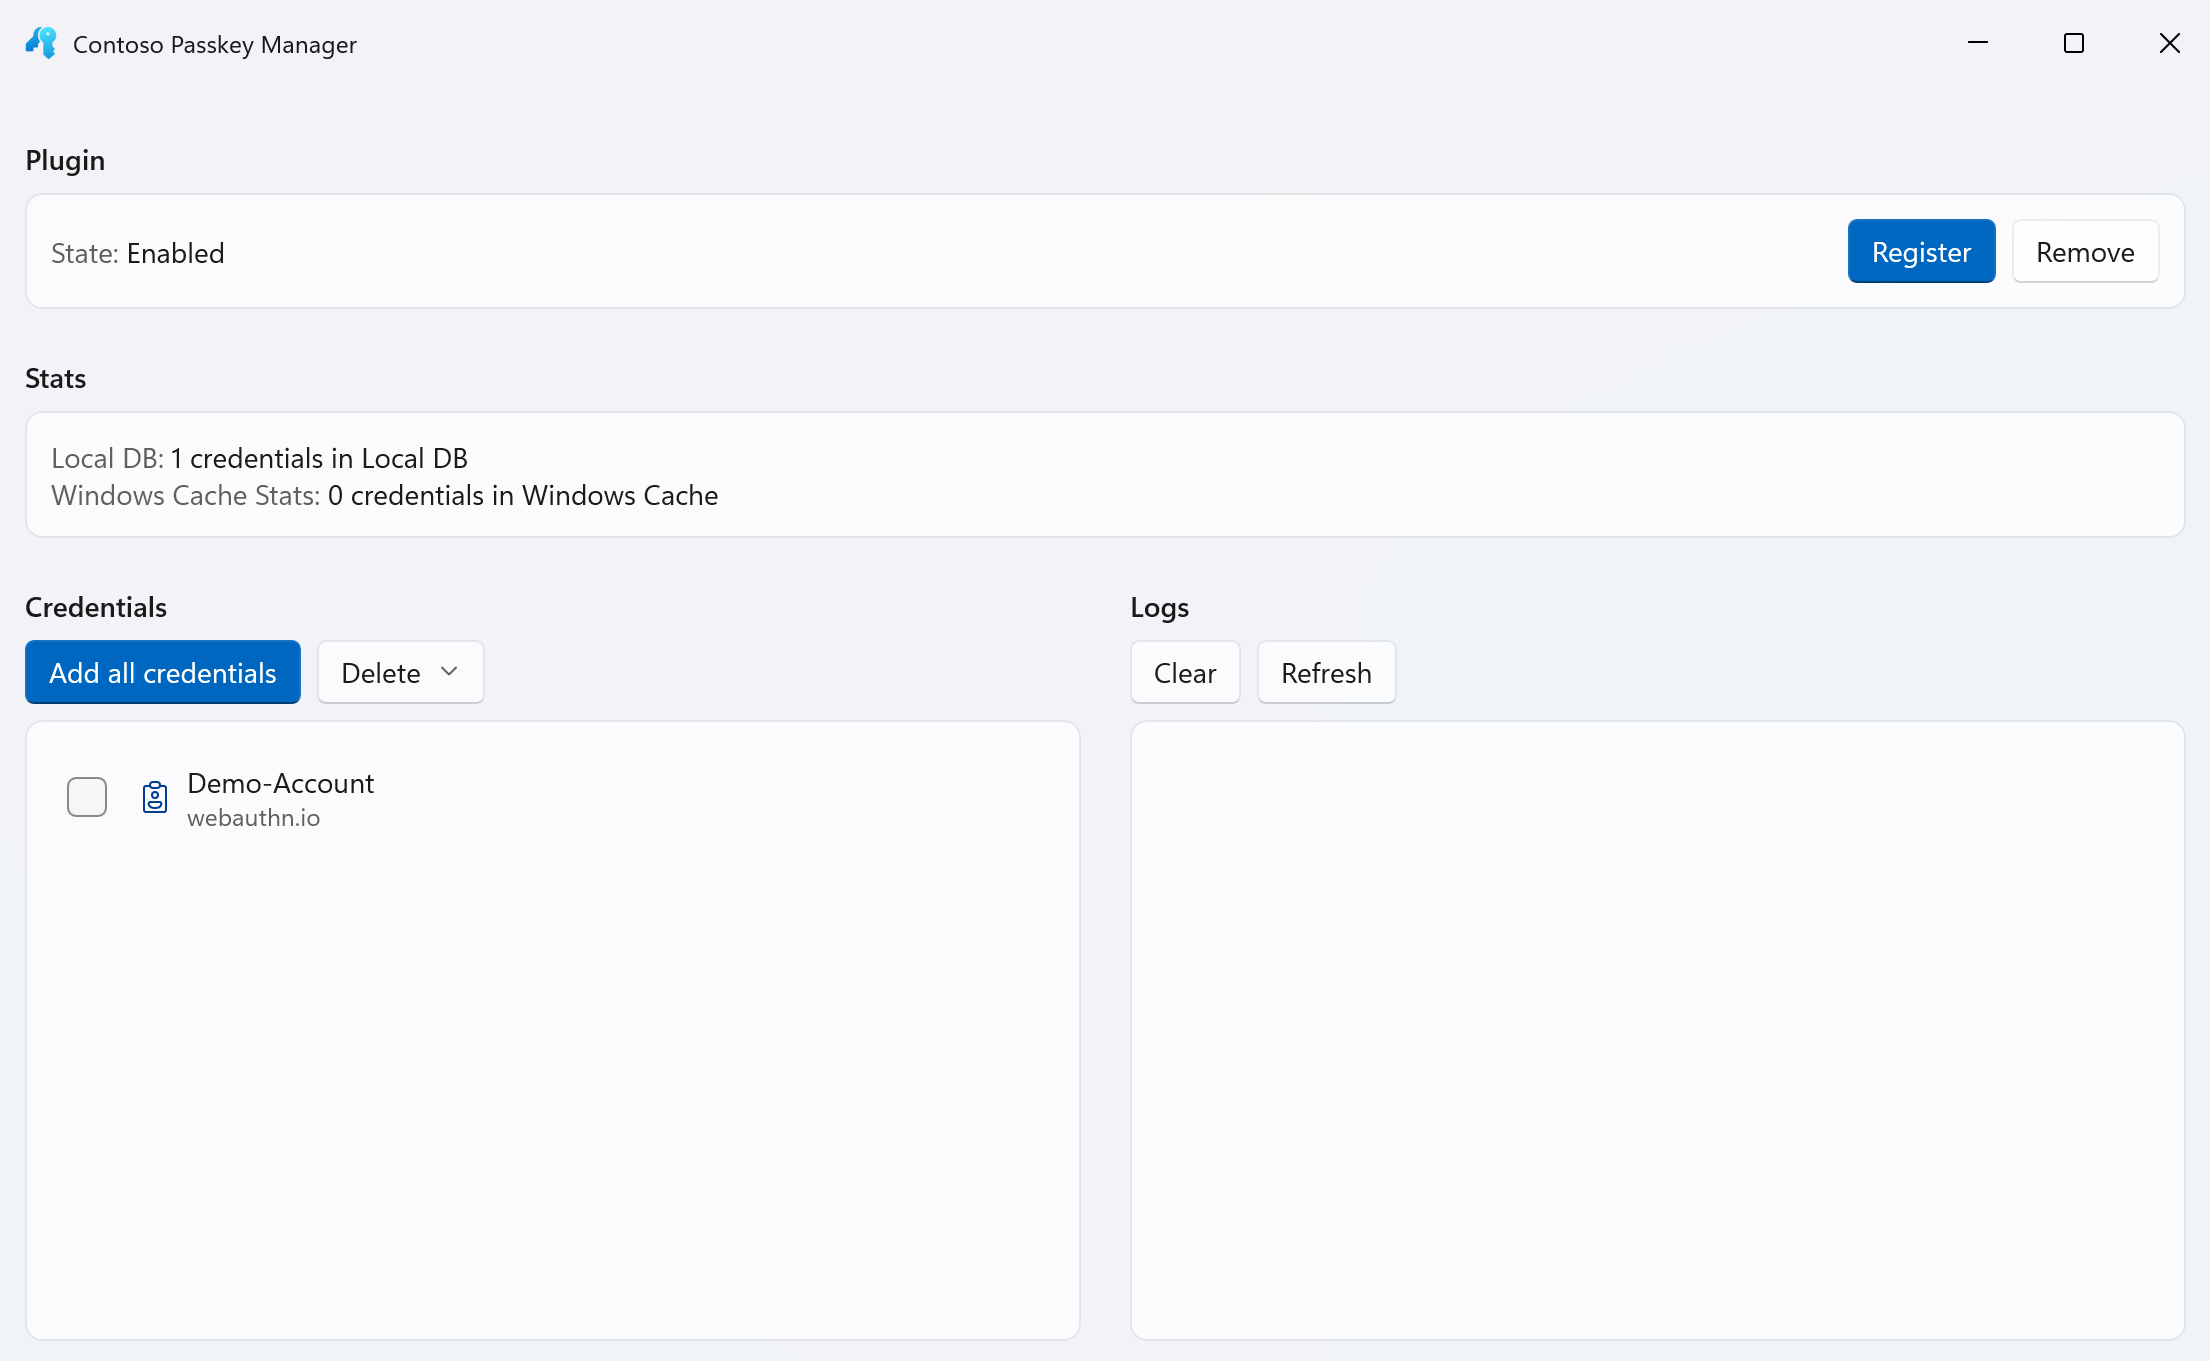 Contoso Passkey Manager
Plugin
State: Enabled
Register
Remove
Stats
Local DB: 1 credentials in Local DB
Windows Cache Stats: 0 credentials in Windows Cache
Credentials
Add all credentials
Delete
Demo-Account
webauthn.io
Logs
Clear
Refresh